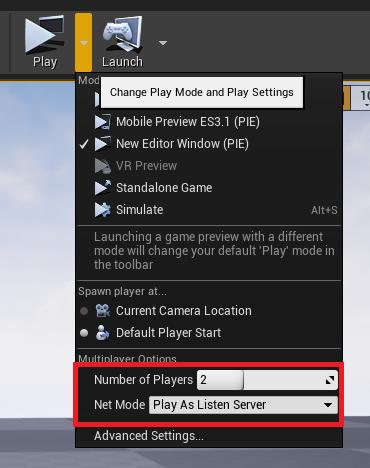 Play
Launch
Mod
Change Play Mode and Play Settings
Mobile Preview ES3.1 (PIE)
New Editor Window (PIE)
VR Preview
Standalone Game
Simulate Alt+S
Launching a game preview with a different
mode will change your default 'Play' mode in
the toolbar
Spawn player at...
Current Camera Location
Default Player Start
Multiplayer Options
Number of Players 2
Net Mode Play As Listen Server
Advanced Settings...